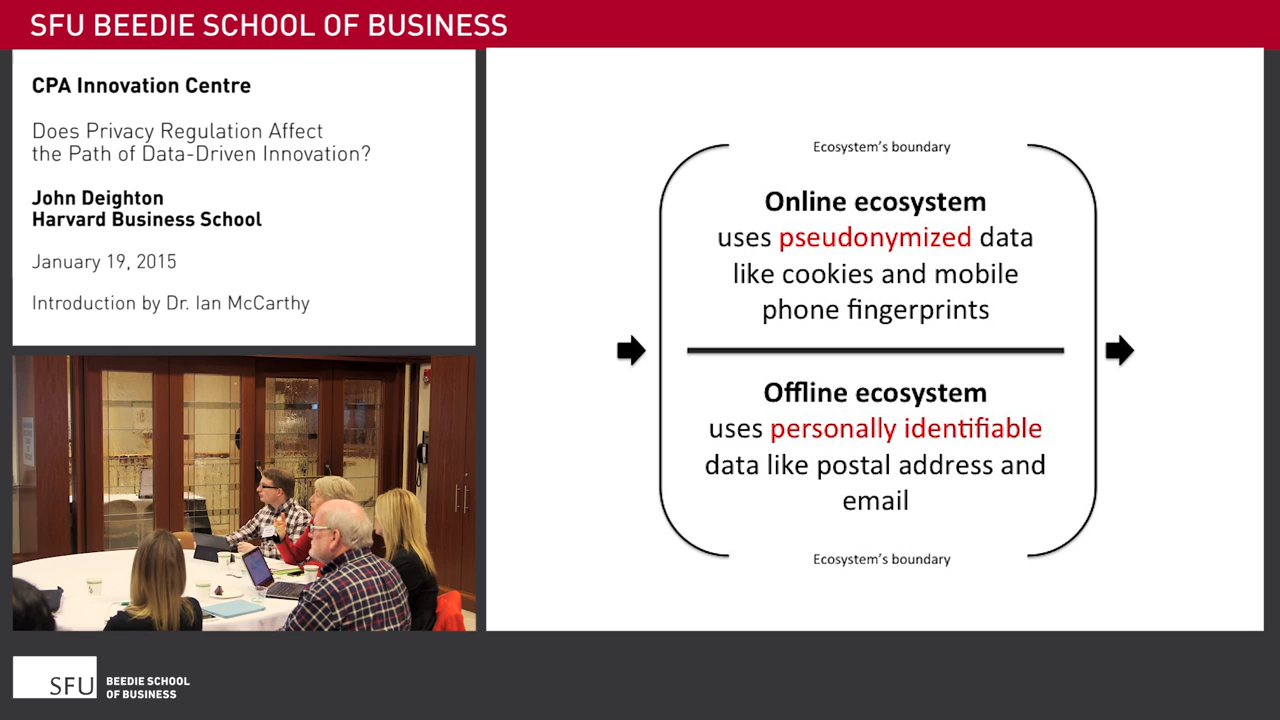 SFU BEEDIE SCHOOL OF BUSINESS
CPA Innovation Centre
Does Privacy Regulation Affect
the Path of Data-Driven Innovation?
John Deighton
Harvard Business School
January 19, 2015
Introduction by Dr. Ian McCarthy
Ecosystem's boundary
Online ecosystem
uses pseudonymized data
like cookies and mobile
phone fingerprints
Offline ecosystem
uses personally identifiable
data like postal address and
email
Ecosystem's boundary
SFU
BEEDIE SCHOOL
OF BUSINESS